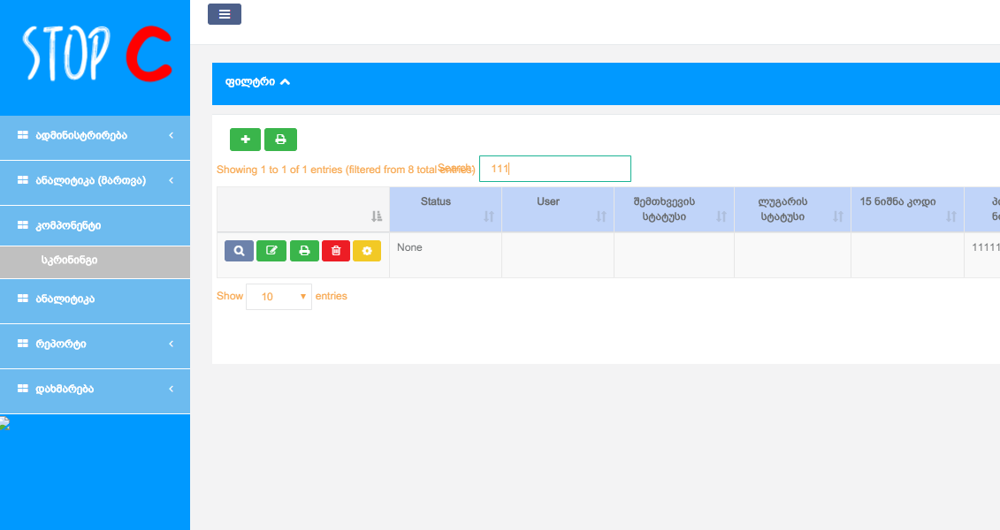 STOP C
ადმინისტრირება
ანალიტიკა (მართვა)
კომპონენტი
სკრინინგი
ანალიტიკა
რეპორტი
დახმარება
ფილტრი
Showing 1 to 1 of 1 entries (filtered from 8 total entries)
Search: 111
Status
User
შემთხვევის
სტატუსი
ლუგარის
სტატუსი
15 ნიშნა კოდი
None
11111
Show 10 entries